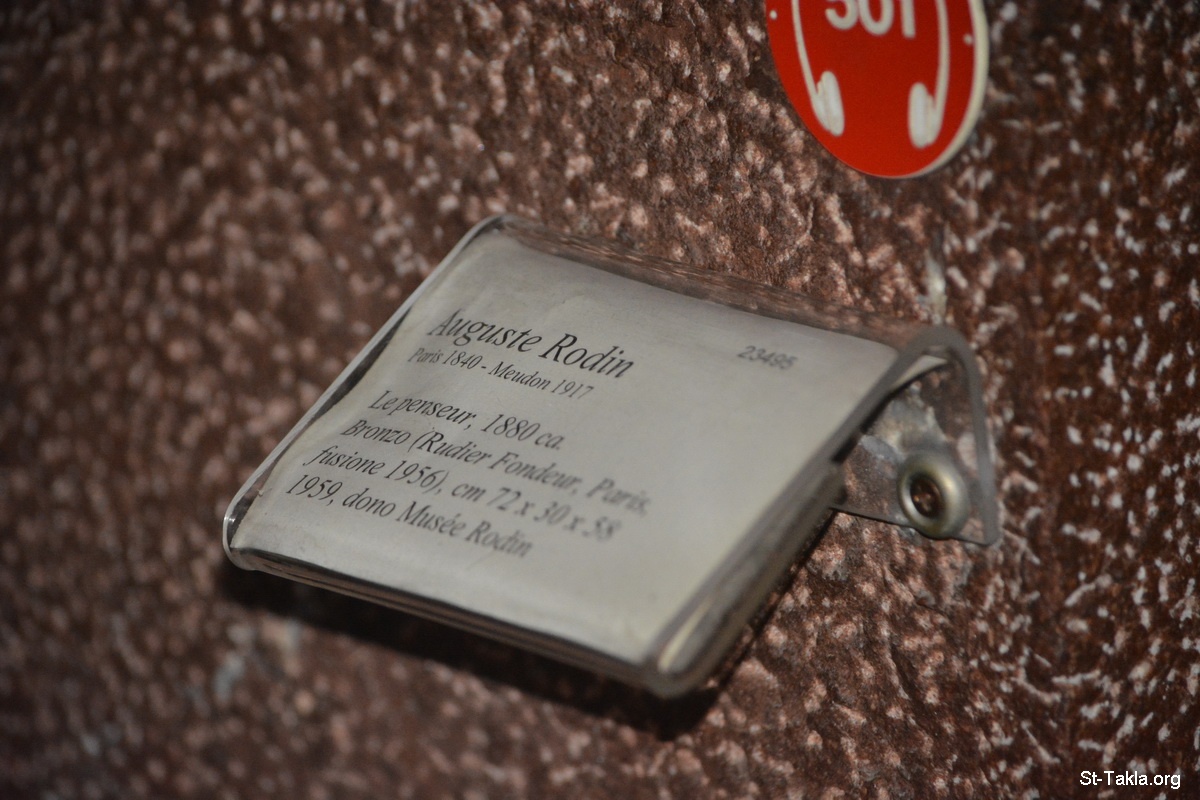 501
Auguste Rodin 23495
Paris 1840 - Meudon 1917
Le penseur, 1880 ca.
Bronzo (Rudier Fondeur, Paris,
fusione 1956), cm 72 x 30 x 58
1959, dono Musée Rodin
St-Takla.org